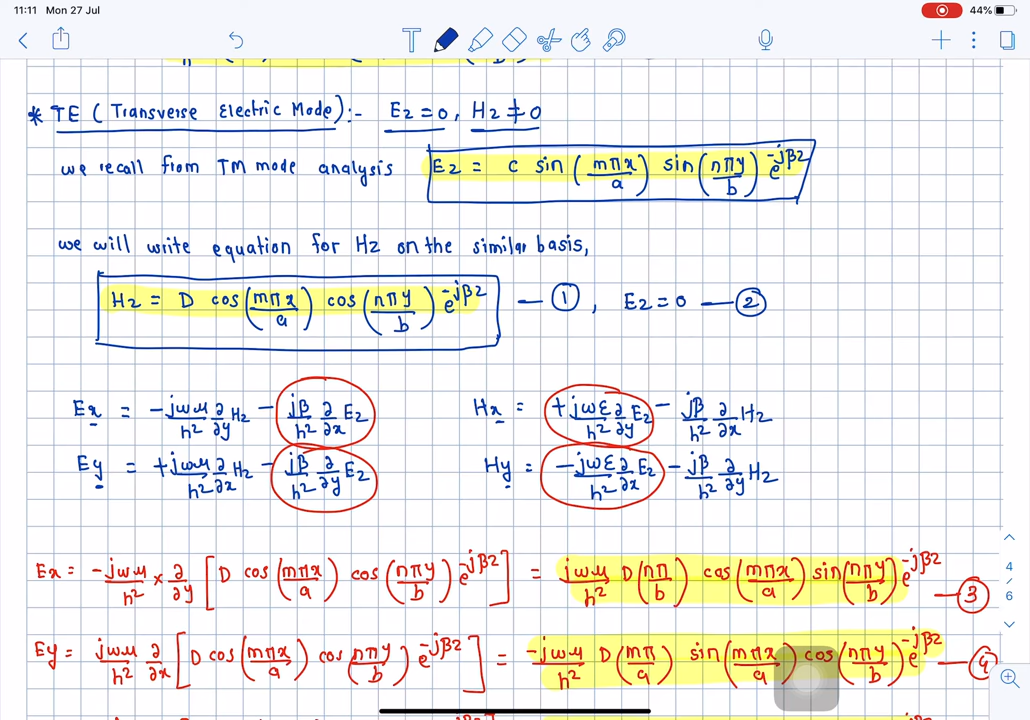 11:11 Mon 27 Jul
44%
T
* TE ( Transverse Electric Mode):- Ez=0, Hz≠0
we recall from TM mode analysis Ez = c sin (mπx/a) sin (nπy/b) e^-jβz
we will write equation for Hz on the similar basis,
Hz = D cos (mπx/a) cos (nπy/b) e^-jβz — ① , Ez=0 — ②
Ex = -jωμ/h² ∂/∂y Hz - jβ/h² ∂/∂x Ez Hx = +jωε/h² ∂/∂y Ez - jβ/h² ∂/∂x Hz
Ey = +jωμ/h² ∂/∂x Hz - jβ/h² ∂/∂y Ez Hy = -jωε/h² ∂/∂x Ez - jβ/h² ∂/∂y Hz
Ex = -jωμ/h² × ∂/∂y [D cos (mπx/a) cos (nπy/b) e^-jβz] = jωμ/h² D (nπ/b) cos (mπx/a) sin (nπy/b) e^-jβz — ③
Ey = jωμ/h² ∂/∂x [D cos (mπx/a) cos (nπy/b) e^-jβz] = -jωμ/h² D (mπ/a) sin (mπx/a) cos (nπy/b) e^-jβz — ④
4
6